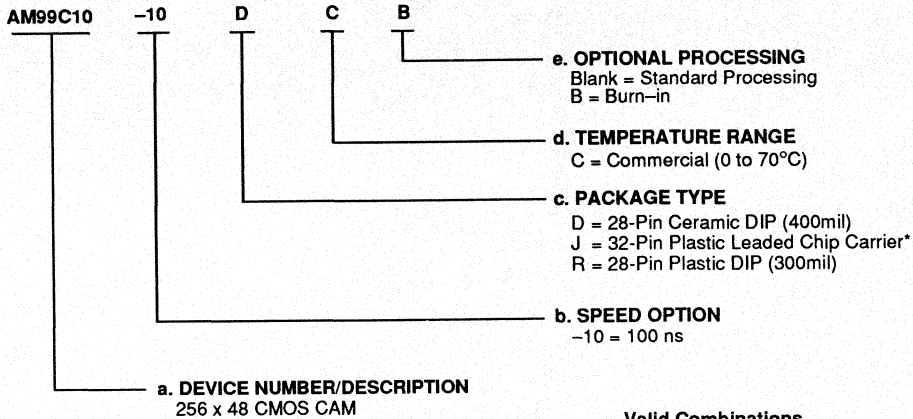 AM99C10 –10 D C B
e. OPTIONAL PROCESSING
Blank = Standard Processing
B = Burn–in
d. TEMPERATURE RANGE
C = Commercial (0 to 70°C)
c. PACKAGE TYPE
D = 28-Pin Ceramic DIP (400mil)
J = 32-Pin Plastic Leaded Chip Carrier*
R = 28-Pin Plastic DIP (300mil)
b. SPEED OPTION
–10 = 100 ns
a. DEVICE NUMBER/DESCRIPTION
256 x 48 CMOS CAM
Valid Combinations